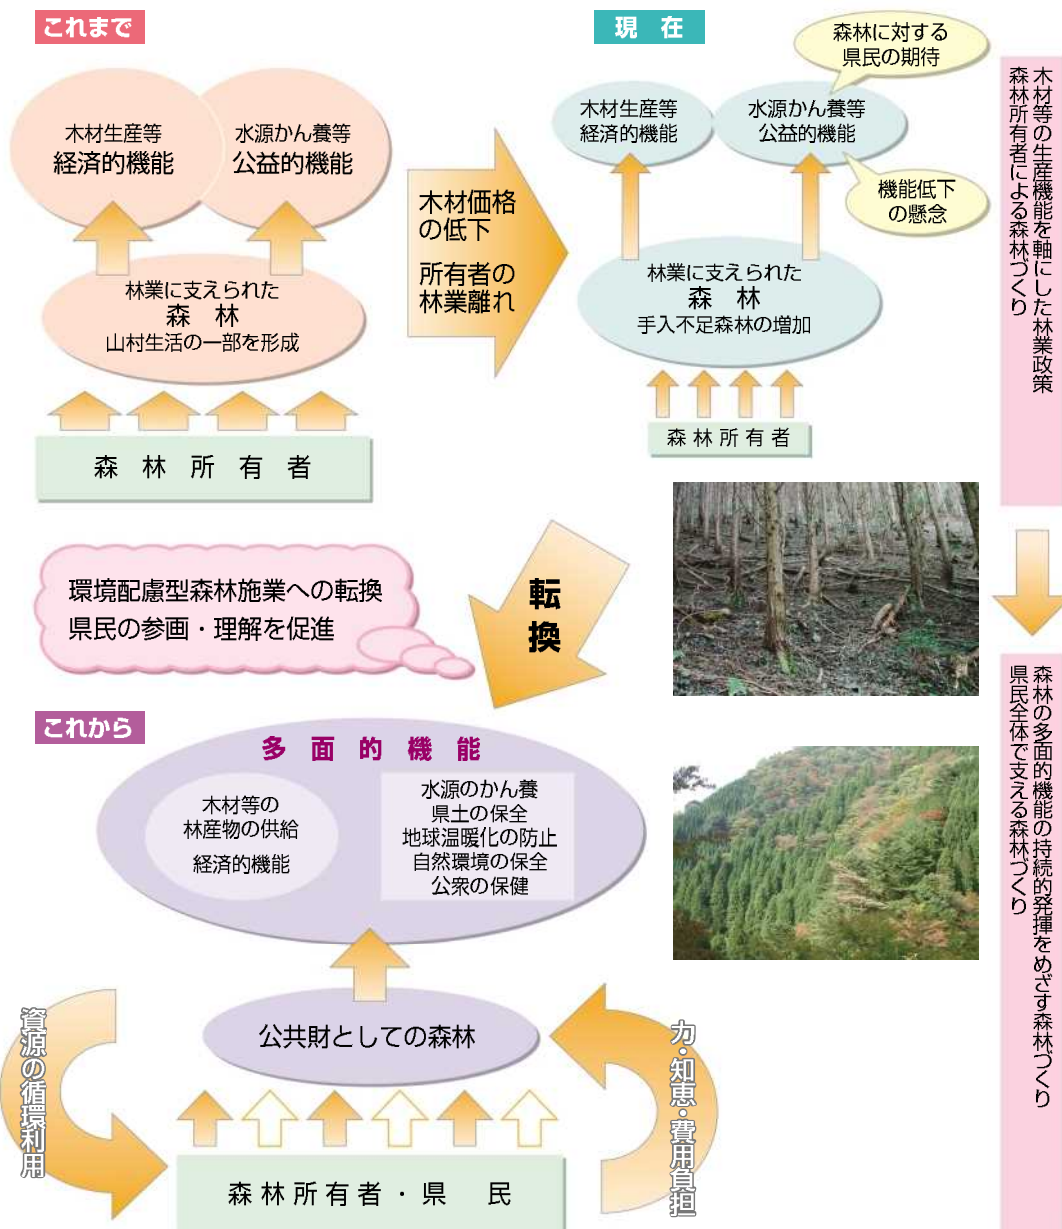 これまで
木材生産等
経済的機能
水源かん養等
公益的機能
林業に支えられた
森 林
山村生活の一部を形成
森 林 所 有 者
木材価格
の低下
所有者の
林業離れ
現 在
森林に対する
県民の期待
木材生産等
経済的機能
水源かん養等
公益的機能
機能低下
の懸念
林業に支えられた
森 林
手入不足森林の増加
森 林 所 有 者
木材等の生産機能を軸にした林業政策
森林所有者による森林づくり
環境配慮型森林施業への転換
県民の参画・理解を促進
転
換
これから
多 面 的 機 能
木材等の
林産物の供給
経済的機能
水源のかん養
県土の保全
地球温暖化の防止
自然環境の保全
公衆の保健
公共財としての森林
資源の循環利用
力・知恵・費用負担
森 林 所 有 者 ・ 県 民
森林の多面的機能の持続的発揮をめざす森林づくり
県民全体で支える森林づくり